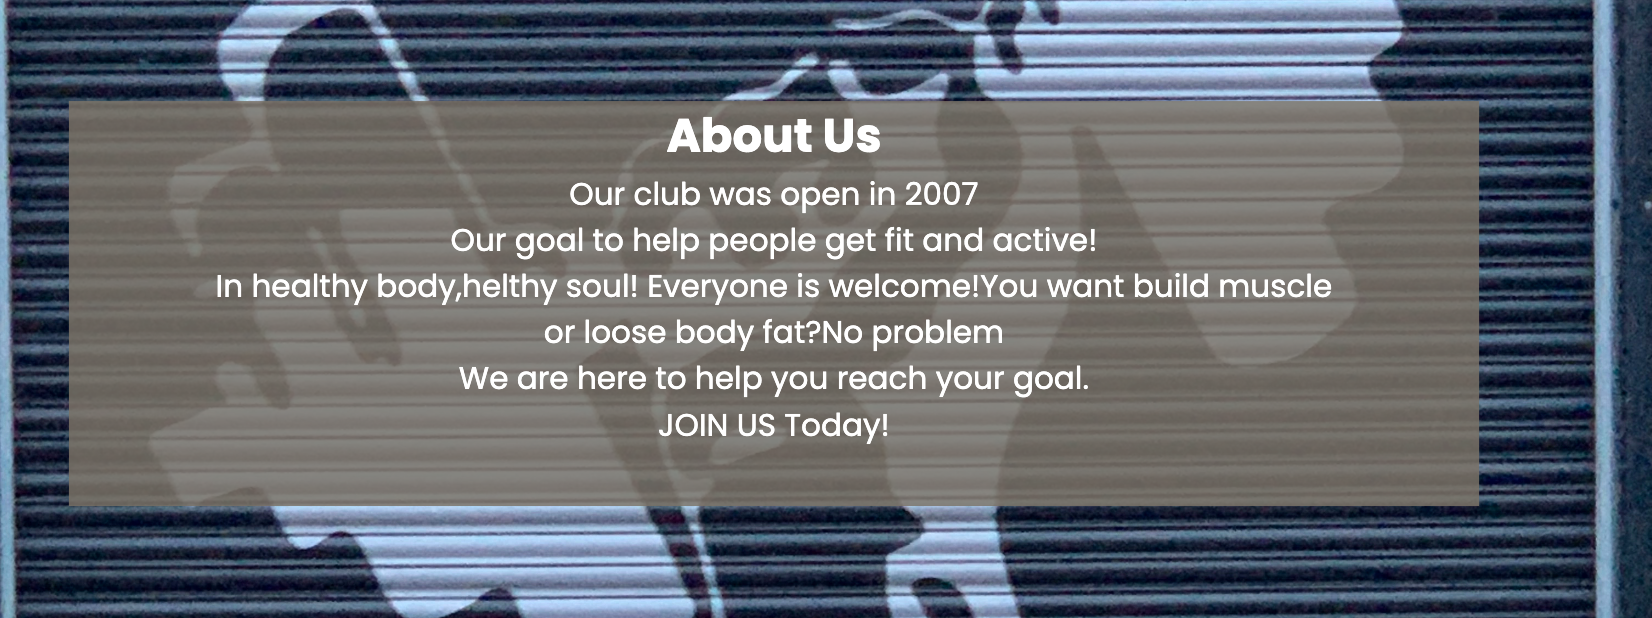 About Us
Our club was open in 2007
Our goal to help people get fit and active!
In healthy body,helthy soul! Everyone is welcome!You want build muscle
or loose body fat?No problem
We are here to help you reach your goal.
JOIN US Today!